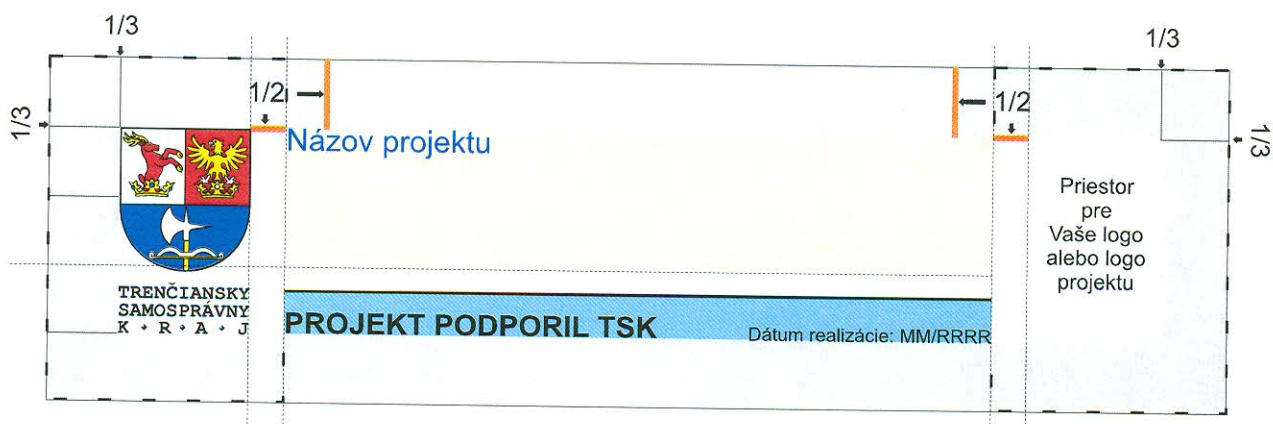 1/3
1/3
1/2
1/2
1/3
1/3
Názov projektu
Priestor
pre
Vaše logo
alebo logo
projektu
TRENČIANSKY
SAMOSPRÁVNY
K • R • A • J
PROJEKT PODPORIL TSK
Dátum realizácie: MM/RRRR